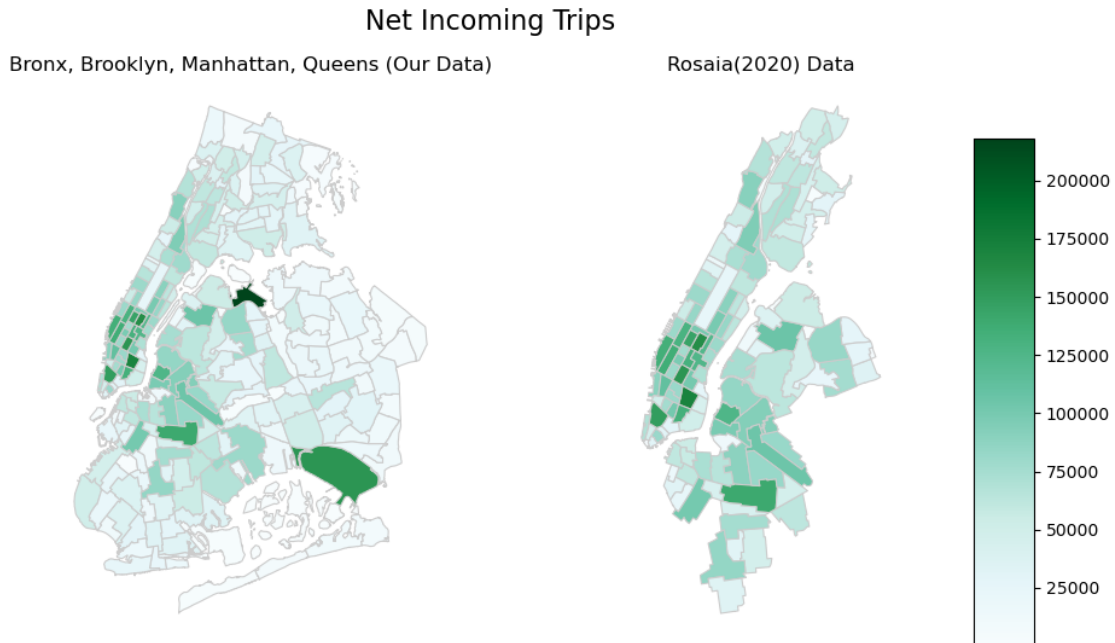 Net Incoming Trips
Bronx, Brooklyn, Manhattan, Queens (Our Data)
Rosaia(2020) Data
200000
175000
150000
125000
100000
75000
50000
25000